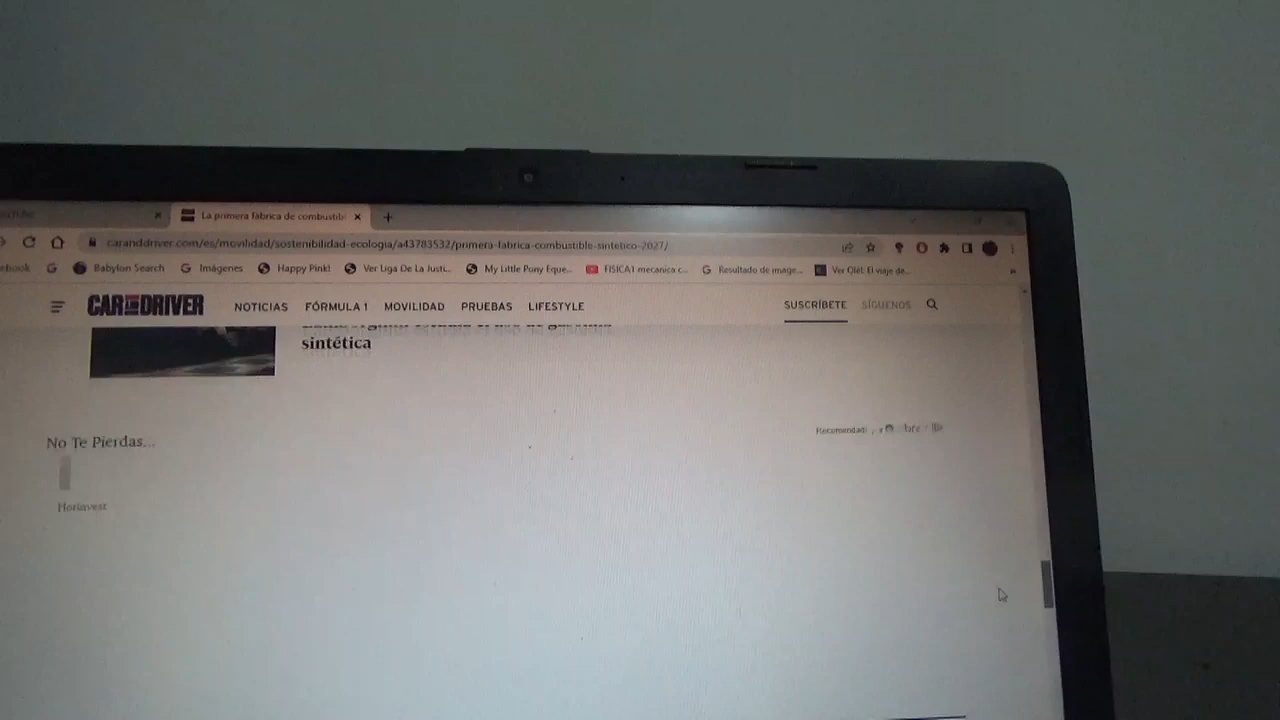 La primera fábrica de combustibl
caranddriver.com/es/movilidad/sostenibilidad-ecologia/a43783532/primera-fabrica-combustible-sintetico-2027/
ebook
Babylon Search
Imágenes
Happy Pink!
Ver Liga De La Justi...
My Little Pony Eque...
FISICA1 mecanica c...
Resultado de image...
Ver Olé!: El viaje de...
CAR AND DRIVER
NOTICIAS
FÓRMULA 1
MOVILIDAD
PRUEBAS
LIFESTYLE
SUSCRÍBETE
SÍGUENOS
sintética
No Te Pierdas...